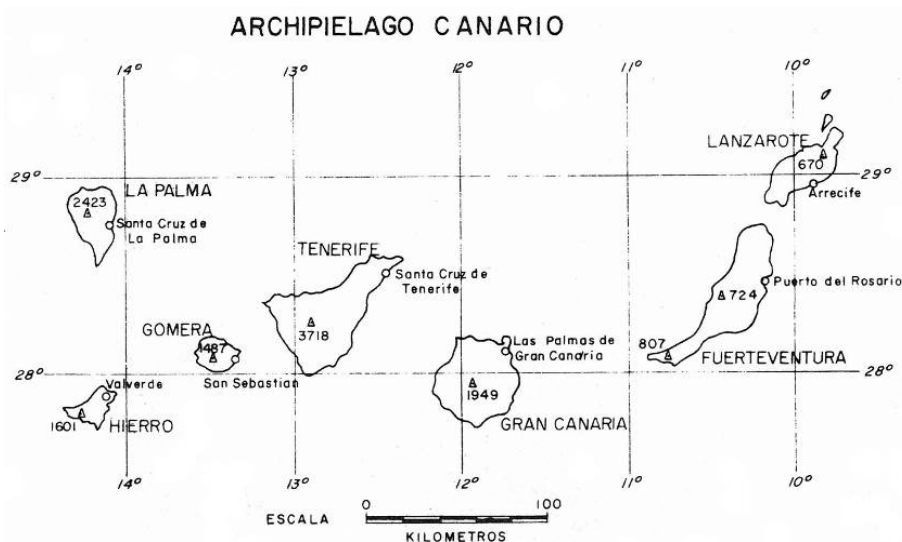 ARCHIPIELAGO CANARIO
14° 13° 12° 11° 10°
LANZAROTE
670
29° 29°
LA PALMA
2423
Arrecife
Santa Cruz de
La Palma
TENERIFE
Santa Cruz de
Tenerife
Puerto del Rosario
724
3718
GOMERA
1487
Las Palmas de
Gran Canaria
807
FUERTEVENTURA
San Sebastian
28° 28°
Valverde
1949
1601
HIERRO
GRAN CANARIA
14° 13° 12° 11° 10°
0 100
ESCALA
KILOMETROS